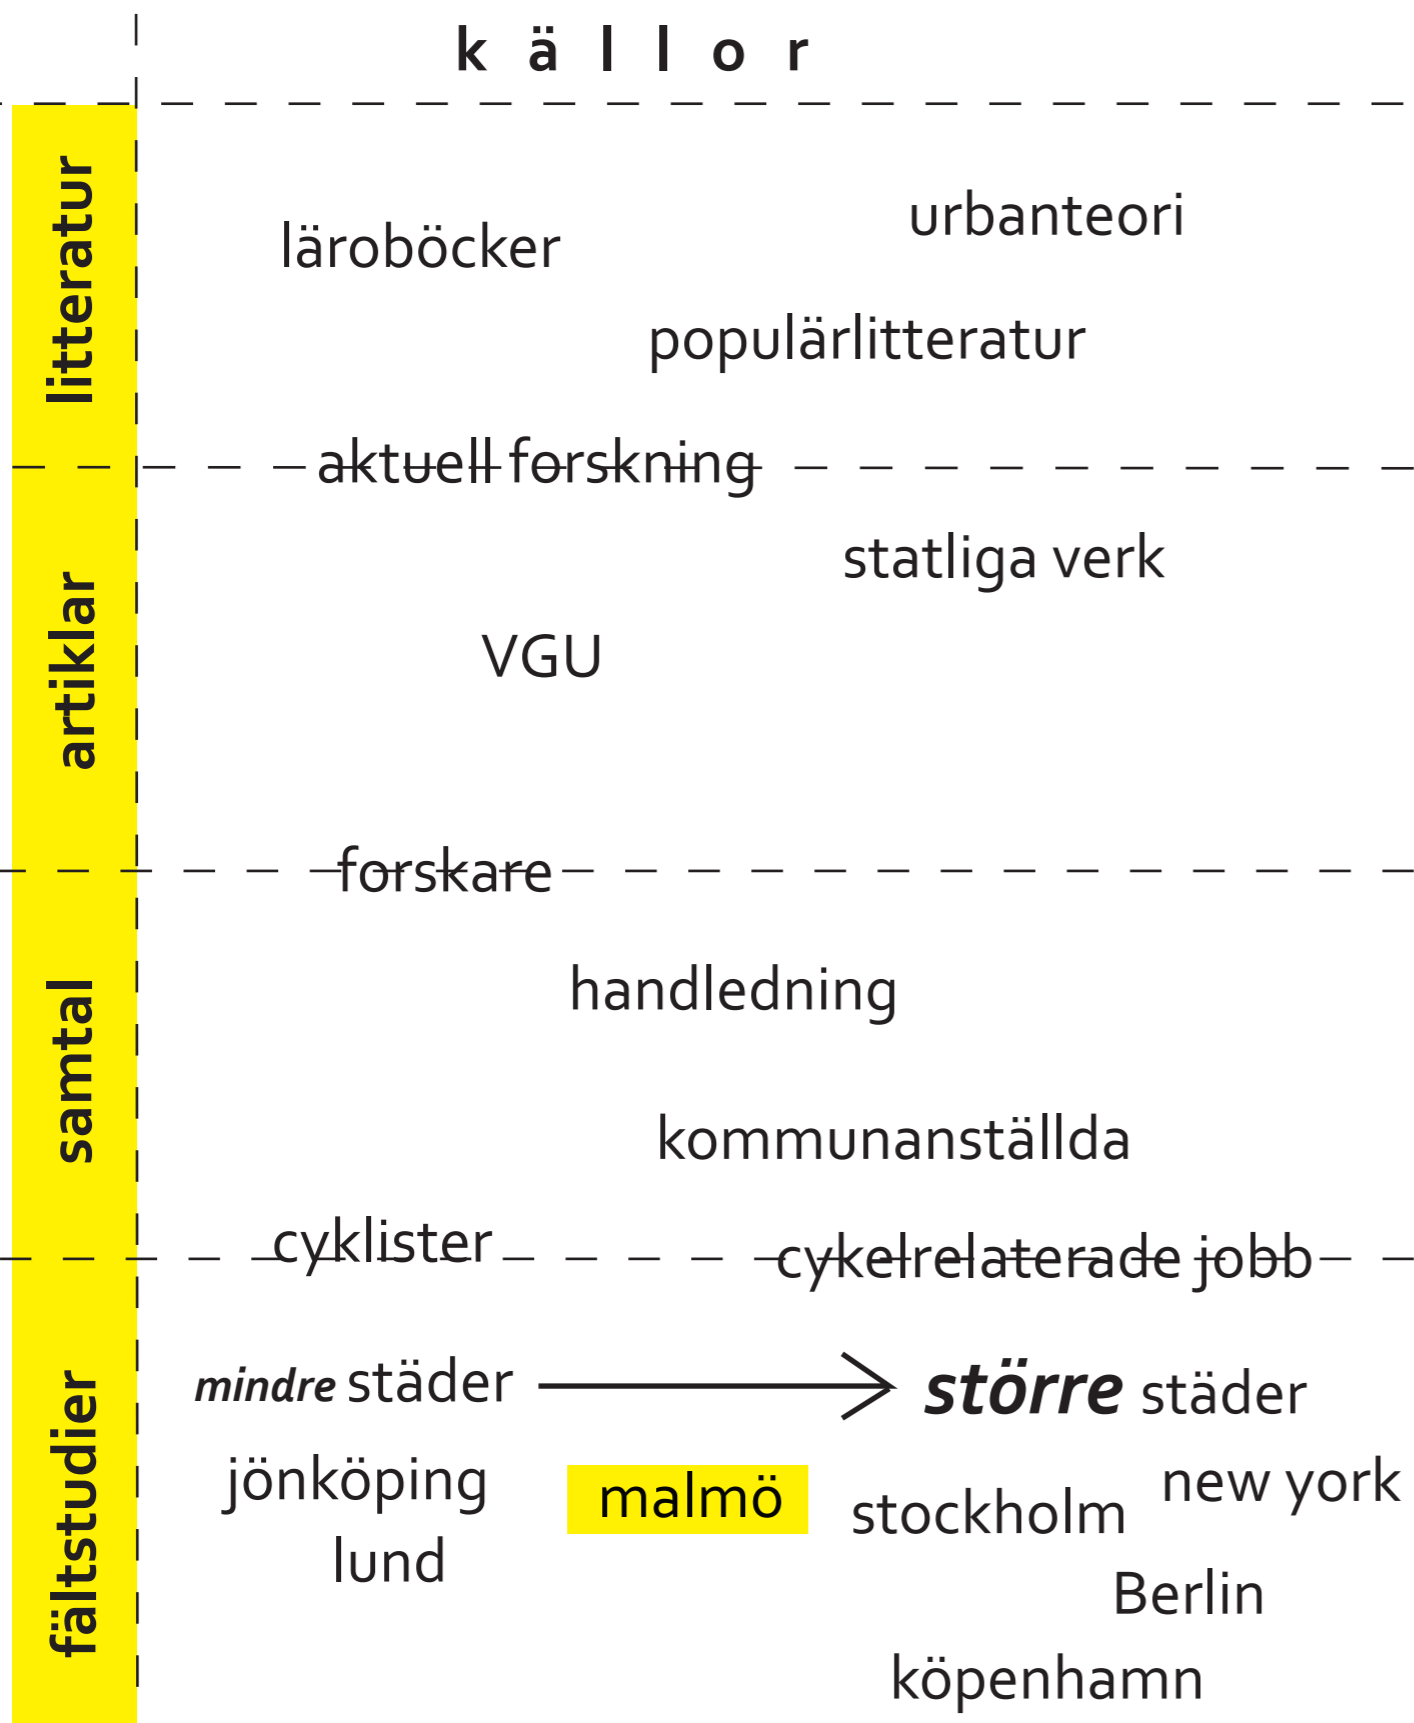 källor
litteratur
urbanteori
läroböcker
populärlitteratur
aktuell forskning
artiklar
statliga verk
VGU
forskare
samtal
handledning
kommunanställda
cyklister
cykelrelaterade jobb
fältstudier
mindre städer
större städer
jönköping
malmö
stockholm
new york
lund
Berlin
köpenhamn